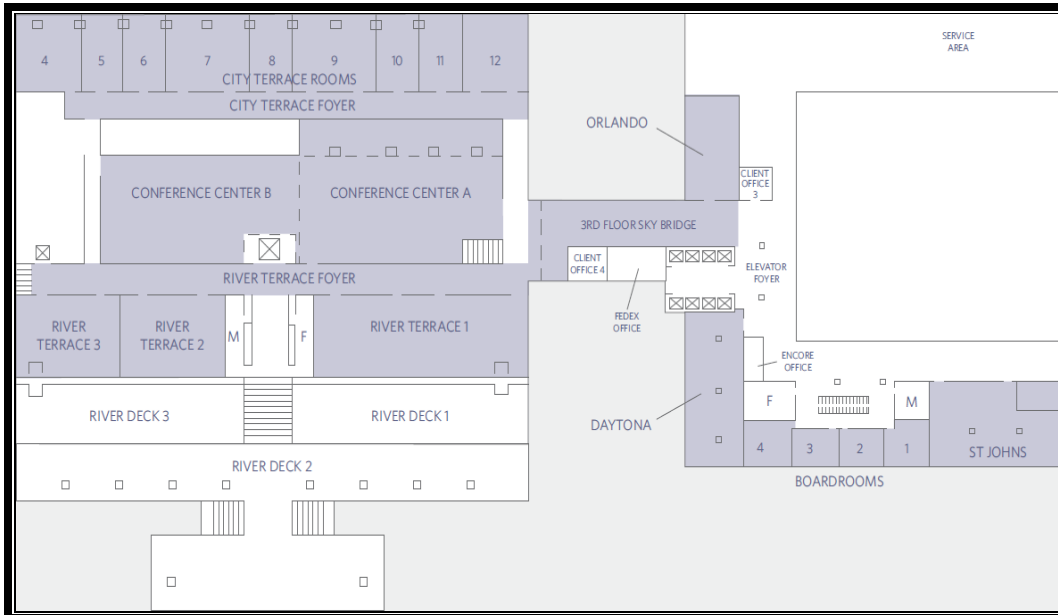 4
5
6
7
8
9
10
11
12
CITY TERRACE ROOMS
CITY TERRACE FOYER
SERVICE
AREA
ORLANDO
CLIENT
OFFICE
3
CONFERENCE CENTER B
CONFERENCE CENTER A
3RD FLOOR SKY BRIDGE
CLIENT
OFFICE 4
ELEVATOR
FOYER
RIVER TERRACE FOYER
FEDEX
OFFICE
RIVER
TERRACE 3
RIVER
TERRACE 2
M
F
RIVER TERRACE 1
ENCORE
OFFICE
F
M
RIVER DECK 3
RIVER DECK 1
DAYTONA
4
3
2
1
ST JOHNS
BOARDROOMS
RIVER DECK 2